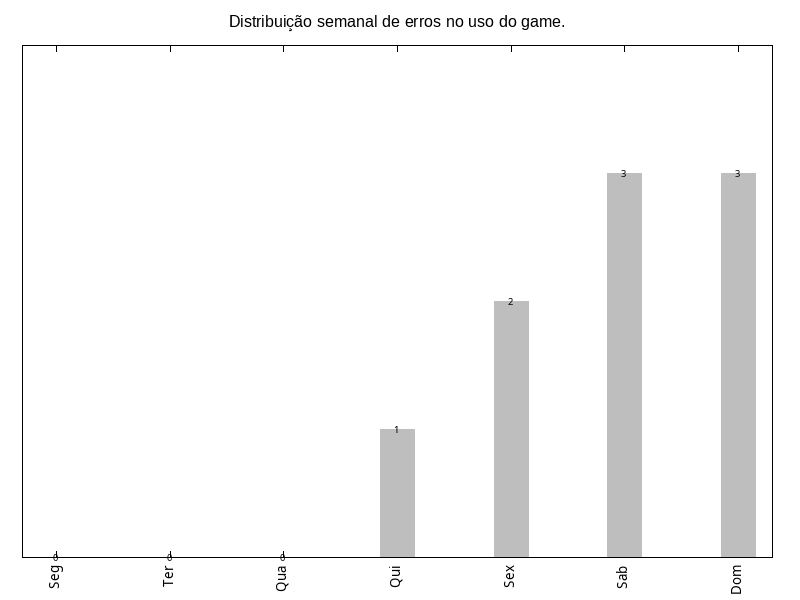 Distribuição semanal de erros no uso do game.
3
3
2
1
0
0
0
Seg
Ter
Qua
Qui
Sex
Sab
Dom